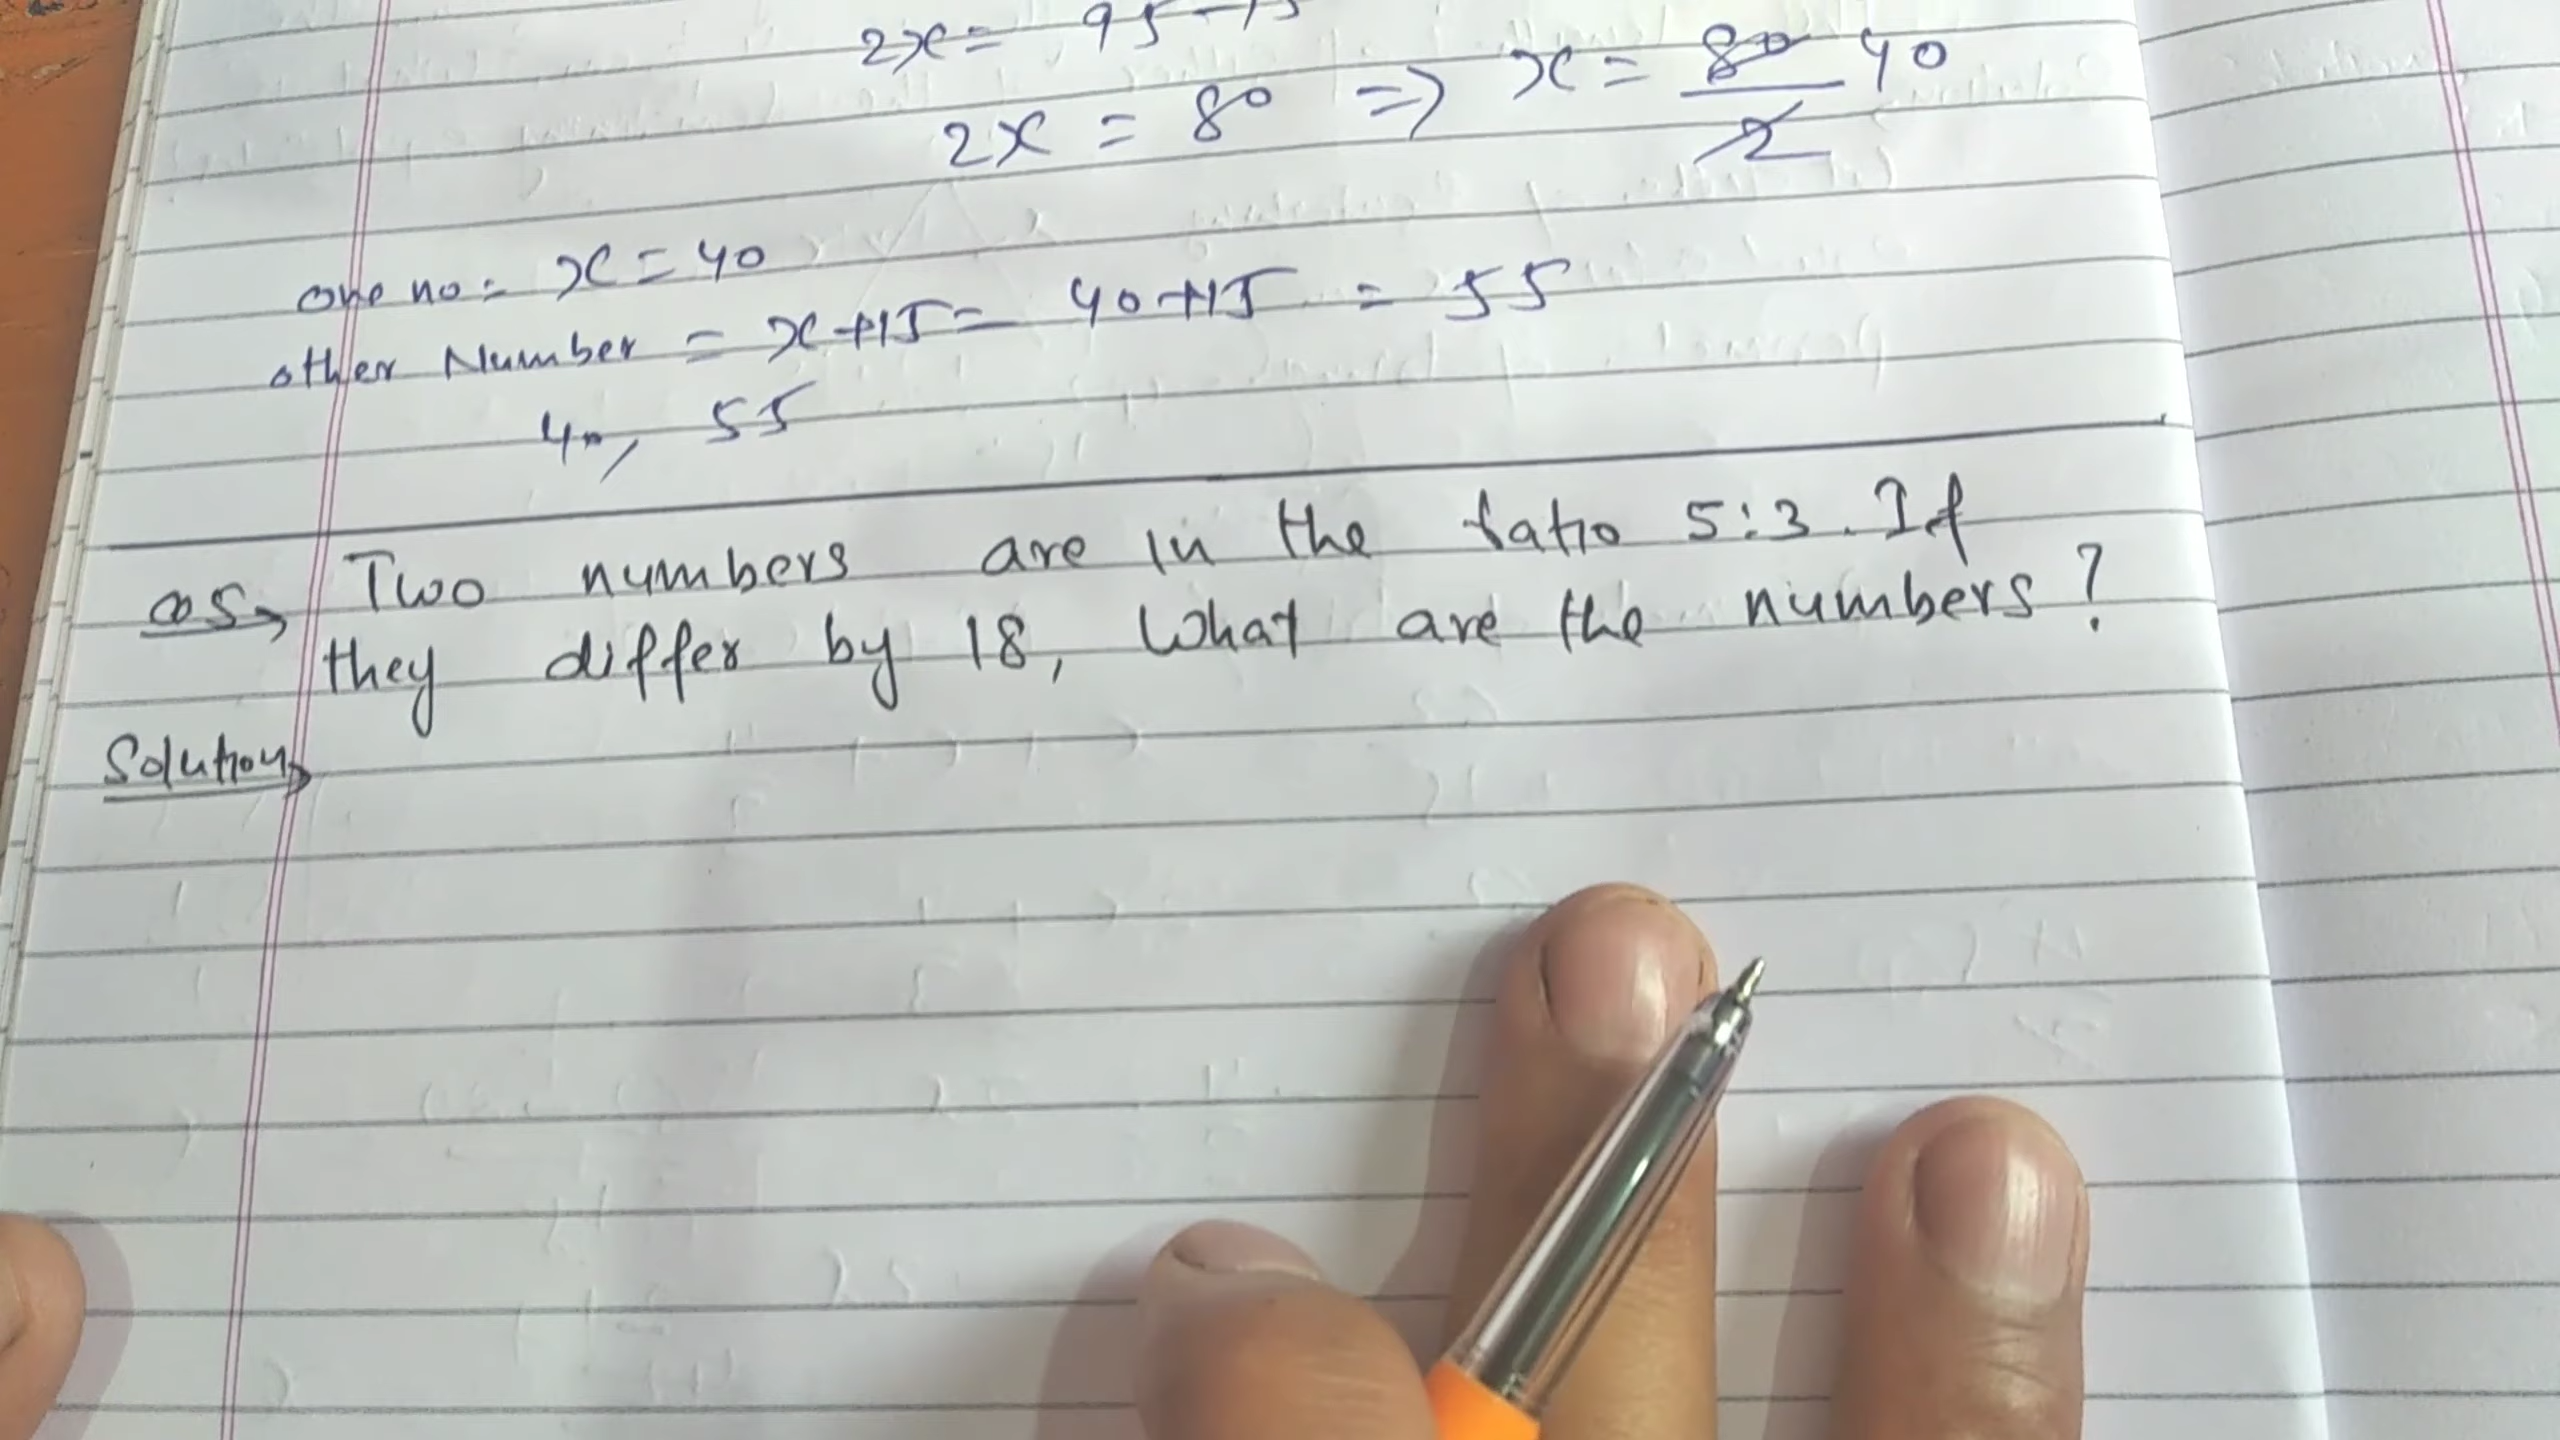 2x = 95 - 15
2x = 80 ⇒ x = 80/2 40
one no = x = 40
other Number = x+15 = 40+15 = 55
40, 55
Q5→ Two numbers are in the ratio 5:3. If
they differ by 18, What are the numbers?
Solution→